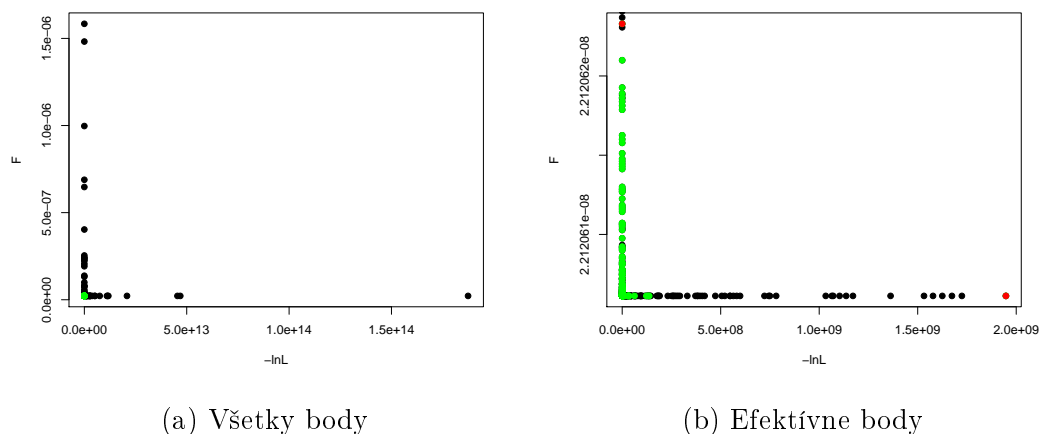 1.5e−06
1.0e−06
5.0e−07
0.0e+00
F
0.0e+00 5.0e+13 1.0e+14 1.5e+14
−lnL
(a) Všetky body
2.212062e−08
2.212061e−08
F
0.0e+00 5.0e+08 1.0e+09 1.5e+09 2.0e+09
−lnL
(b) Efektívne body